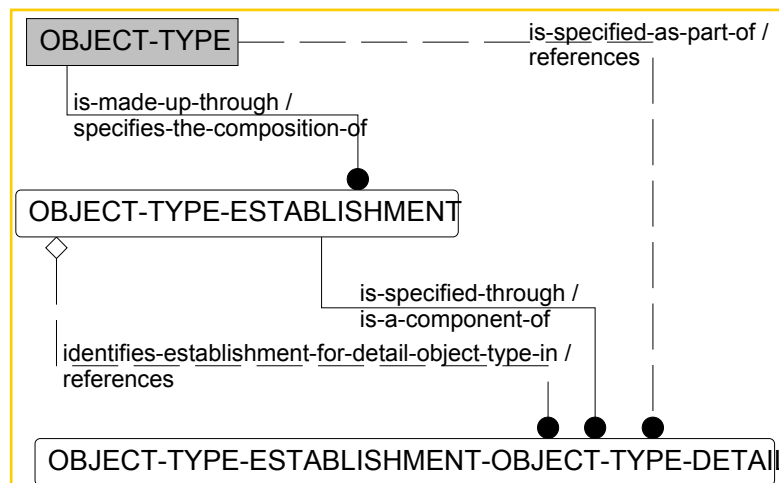 OBJECT-TYPE
is-specified-as-part-of /
references
is-made-up-through /
specifies-the-composition-of
OBJECT-TYPE-ESTABLISHMENT
is-specified-through /
is-a-component-of
identifies-establishment-for-detail-object-type-in /
references
OBJECT-TYPE-ESTABLISHMENT-OBJECT-TYPE-DETAIL